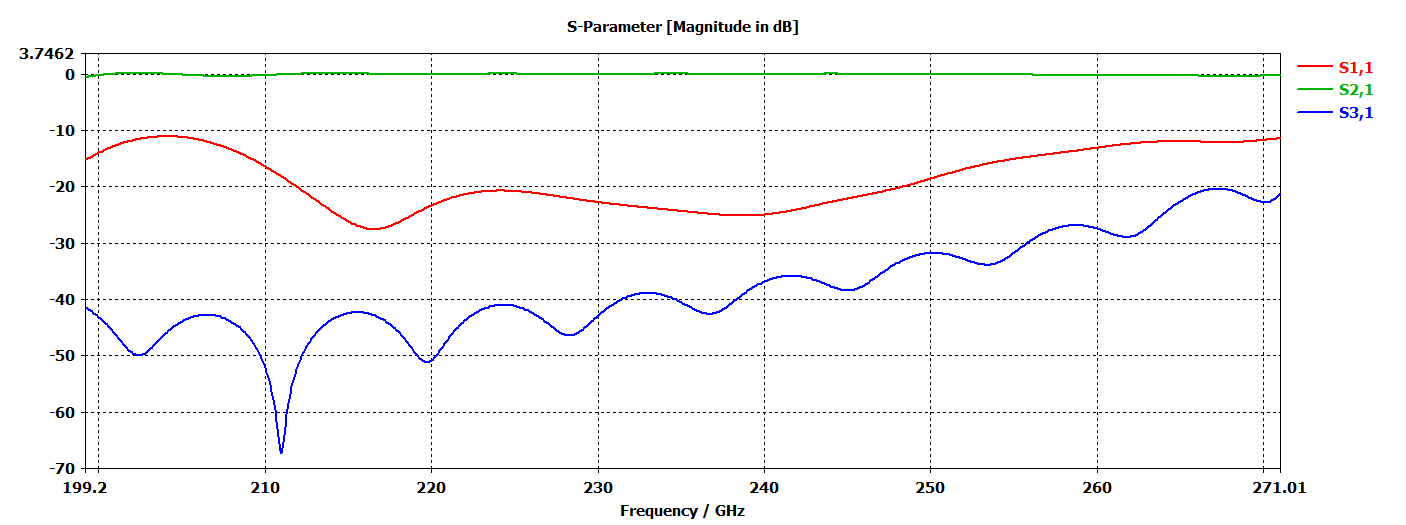 S-Parameter [Magnitude in dB]
3.7462
0
-10
-20
-30
-40
-50
-60
-70
199.2 210 220 230 240 250 260 271.01
Frequency / GHz
S1,1
S2,1
S3,1